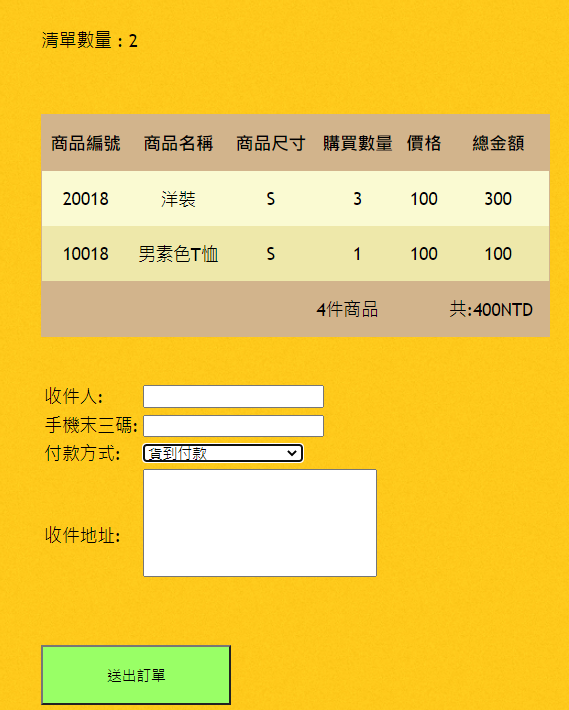 清單數量 : 2
商品編號 商品名稱 商品尺寸 購買數量 價格 總金額
20018 洋裝 S 3 100 300
10018 男素色T恤 S 1 100 100
4件商品 共:400NTD
收件人:
手機末三碼:
付款方式: 貨到付款
收件地址:
送出訂單